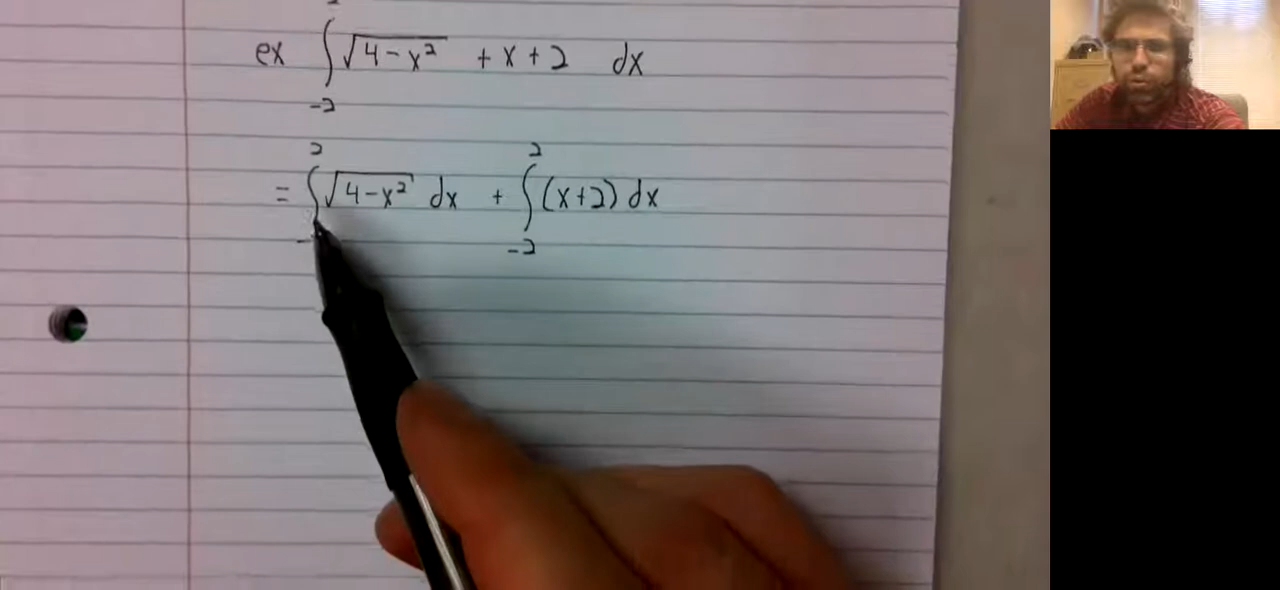 2
ex ∫ √4-x² + x + 2 dx
-2
2 2
= ∫ √4-x² dx + ∫ (x+2) dx
- -2